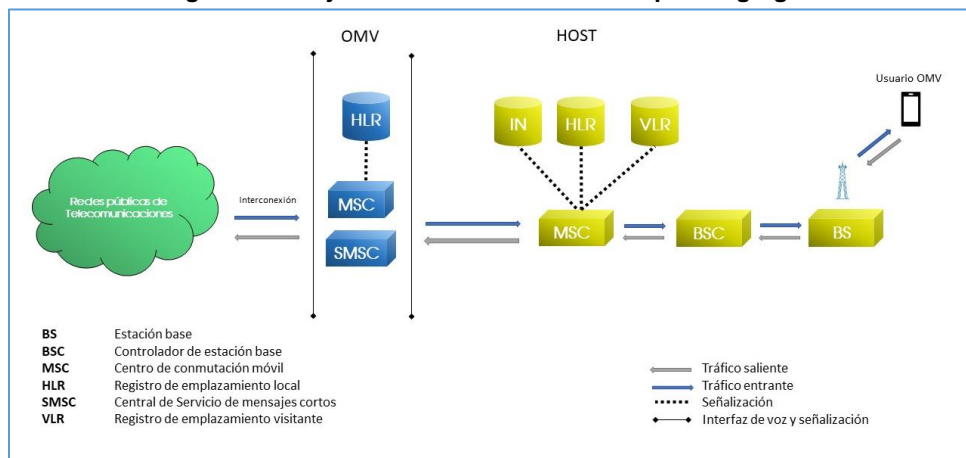 OMV
HOST
Usuario OMV
HLR
IN
HLR
VLR
Redes públicas de
Telecomunicaciones
Interconexión
MSC
SMSC
MSC
BSC
BS
BS Estación base
BSC Controlador de estación base
MSC Centro de conmutación móvil
HLR Registro de emplazamiento local
SMSC Central de Servicio de mensajes cortos
VLR Registro de emplazamiento visitante
Tráfico saliente
Tráfico entrante
Señalización
Interfaz de voz y señalización